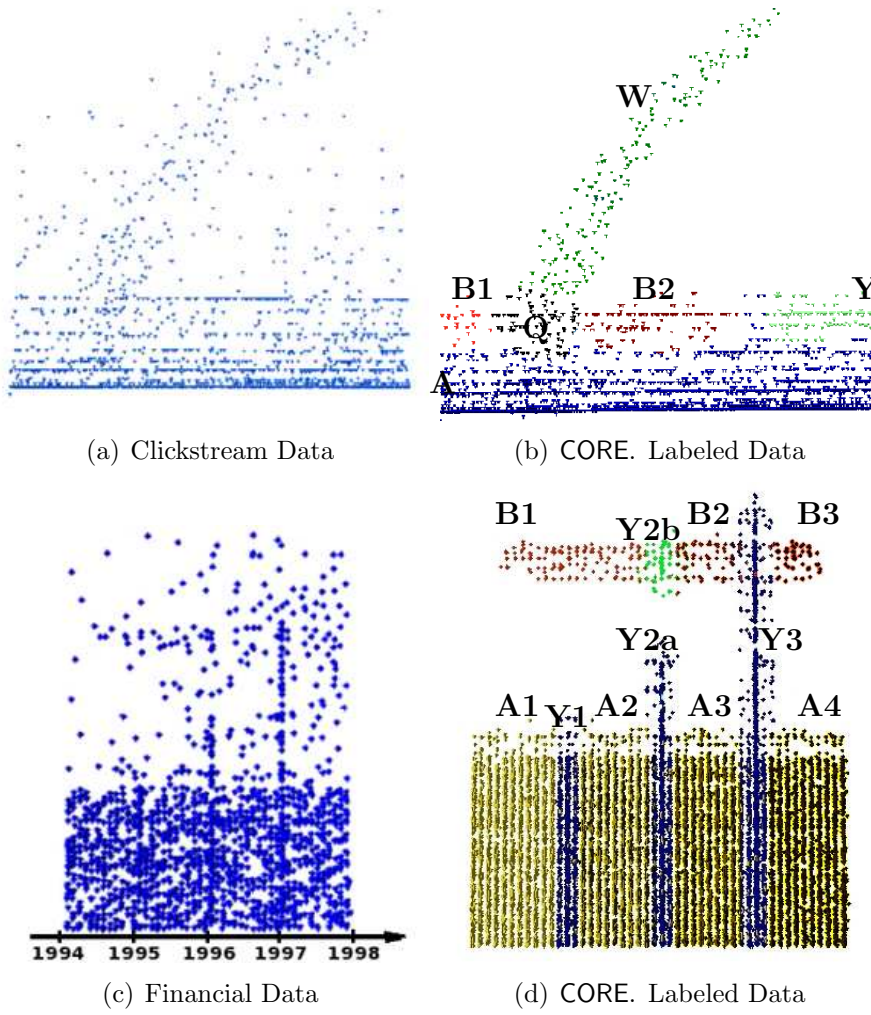 W
B1 B2 Y
Q
A
(a) Clickstream Data (b) CORE. Labeled Data
B1 Y2b B2 B3
Y2a Y3
A1 Y1 A2 A3 A4
1994 1995 1996 1997 1998
(c) Financial Data (d) CORE. Labeled Data